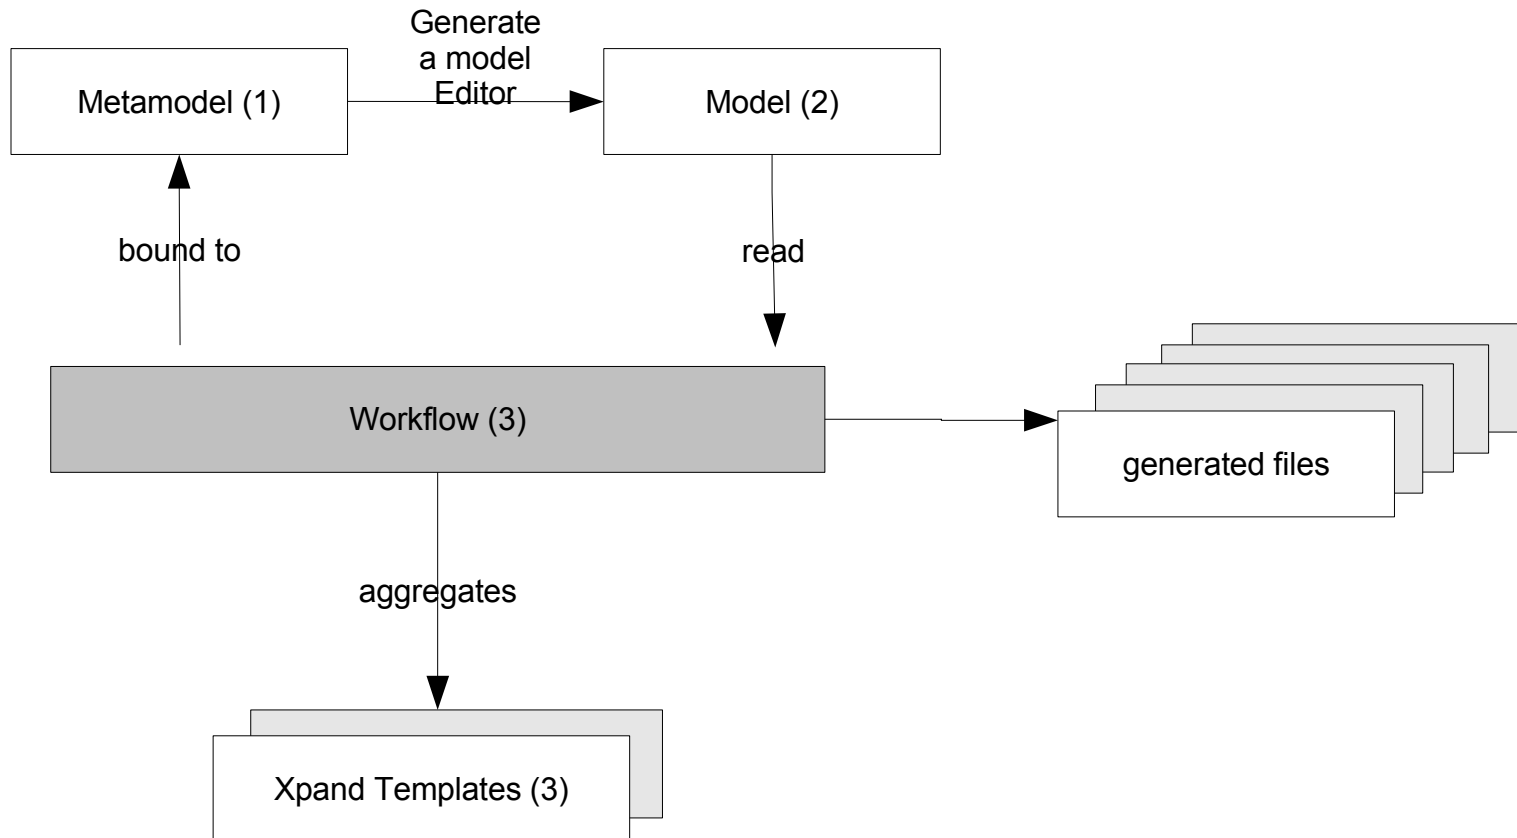 Generate
a model
Editor
Metamodel (1)
Model (2)
bound to
read
Workflow (3)
generated files
aggregates
Xpand Templates (3)